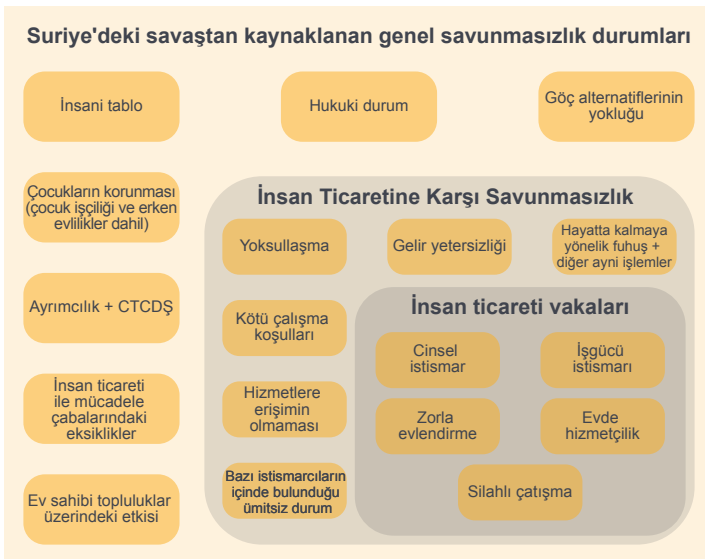 Suriye'deki savaştan kaynaklanan genel savunmasızlık durumları
İnsani tablo
Hukuki durum
Göç alternatiflerinin
yokluğu
Çocukların korunması
(çocuk işçiliği ve erken
evlilikler dahil)
Ayrımcılık + CTCDŞ
İnsan ticareti
ile mücadele
çabalarındaki
eksiklikler
Ev sahibi topluluklar
üzerindeki etkisi
İnsan Ticaretine Karşı Savunmasızlık
Yoksullaşma
Gelir yetersizliği
Hayatta kalmaya
yönelik fuhuş +
diğer ayni işlemler
Kötü çalışma
koşulları
Hizmetlere
erişimin
olmaması
Bazı istismarcıların
içinde bulunduğu
ümitsiz durum
İnsan ticareti vakaları
Cinsel
istismar
İşgücü
istismarı
Zorla
evlendirme
Evde
hizmetçilik
Silahlı çatışma